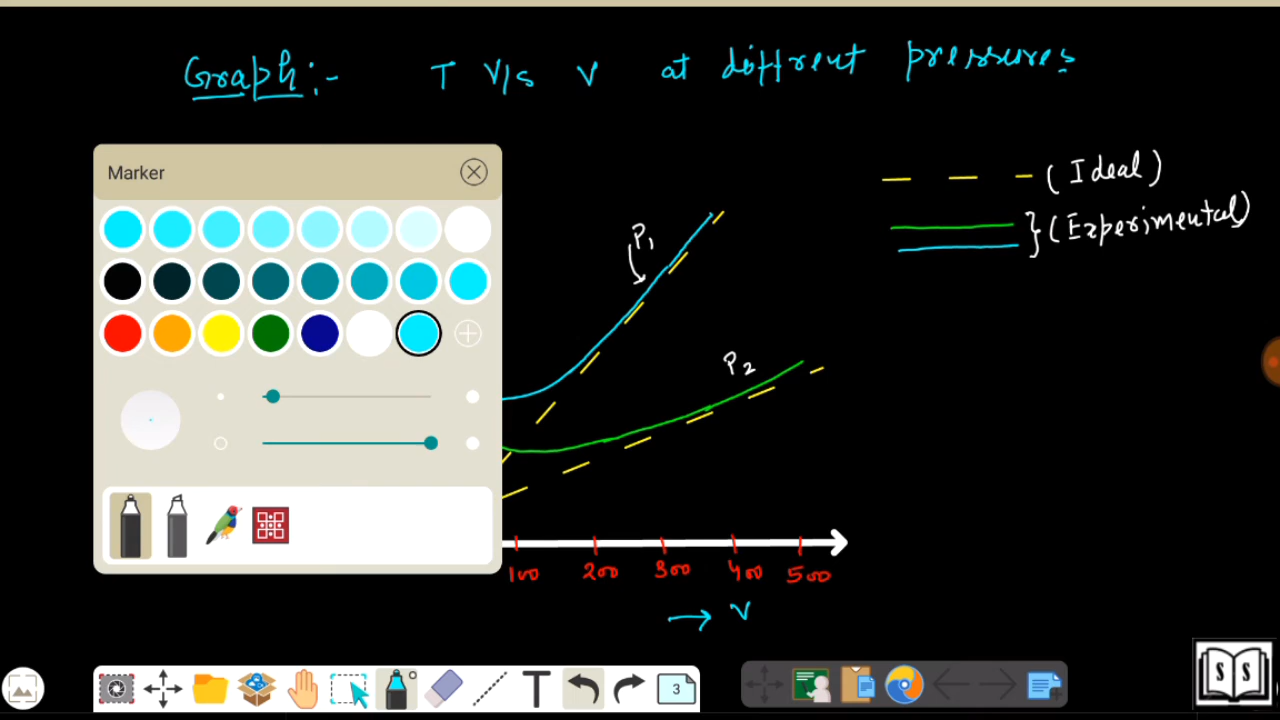 Graph:- T V/s V at different pressures
Marker
(Ideal)
(Experimental)
P1
P2
100 200 300 400 500
→ V
T
3
S S